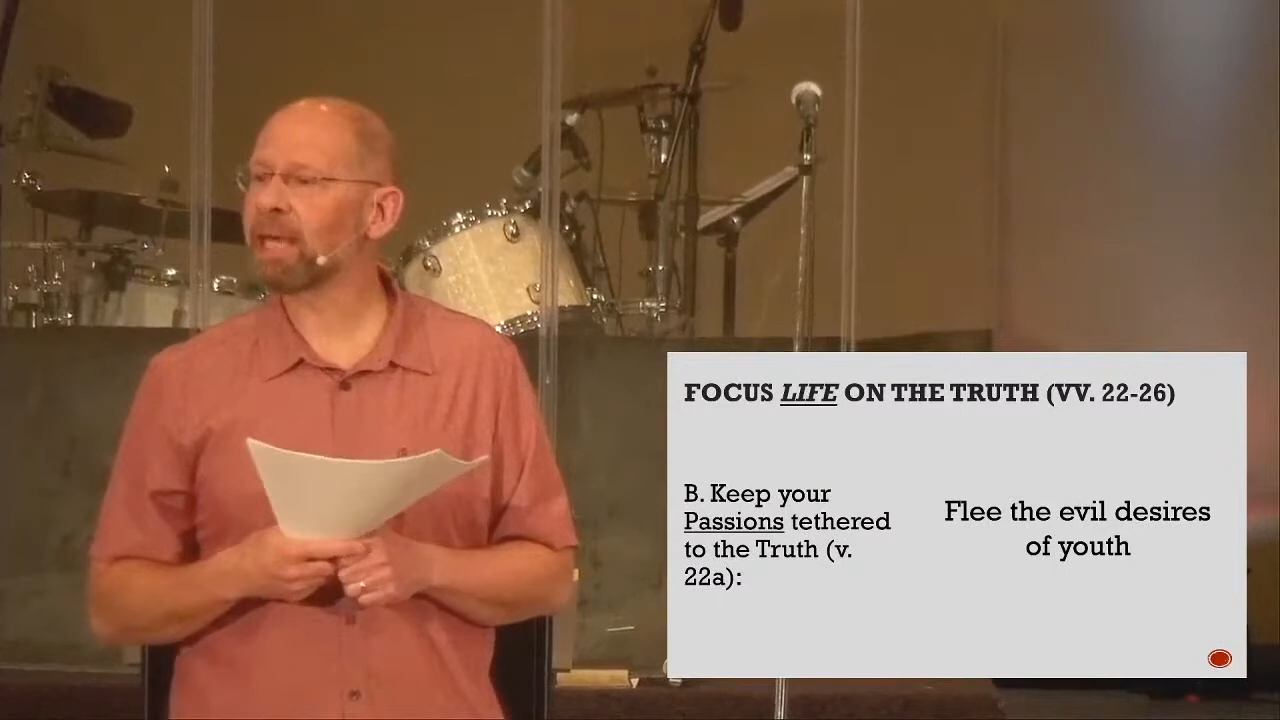 FOCUS LIFE ON THE TRUTH (VV. 22-26)
B. Keep your
Passions tethered
to the Truth (v.
22a):
Flee the evil desires
of youth